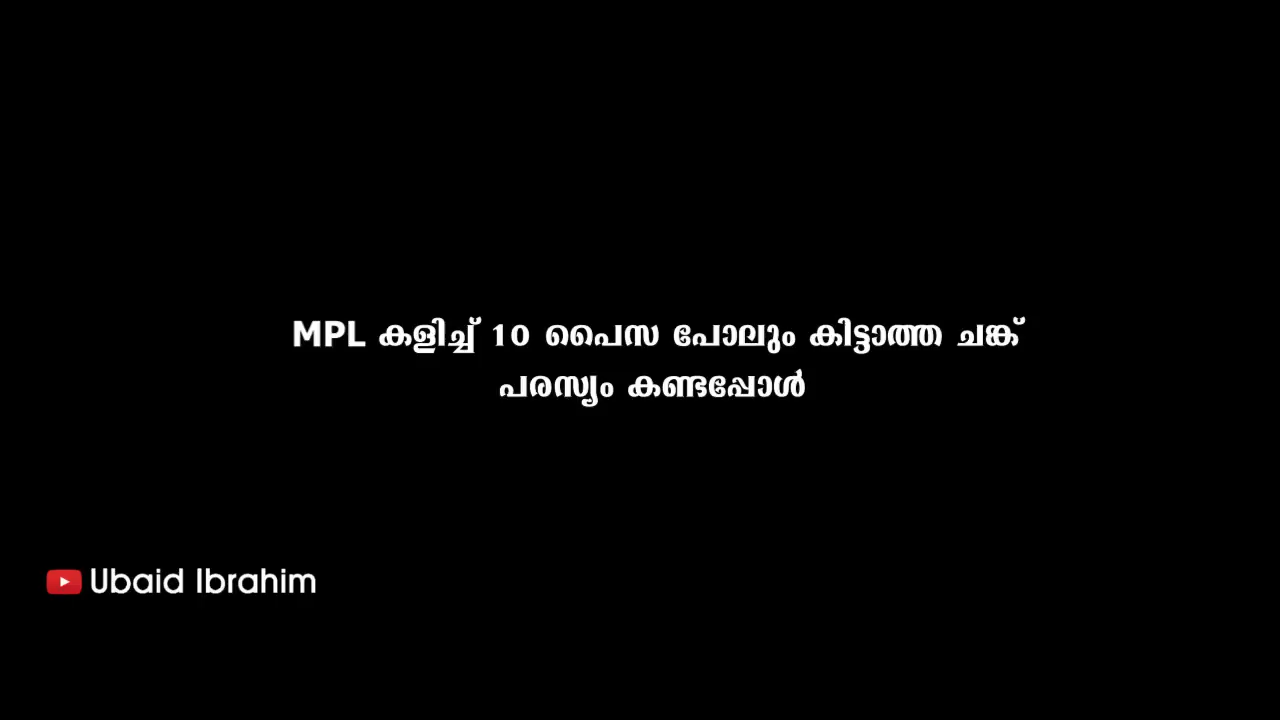 MPL കളിച്ച് 10 പൈസ പോലും കിട്ടാത്ത ചങ്ക്
പരസ്യം കണ്ടപ്പോൾ
Ubaid Ibrahim